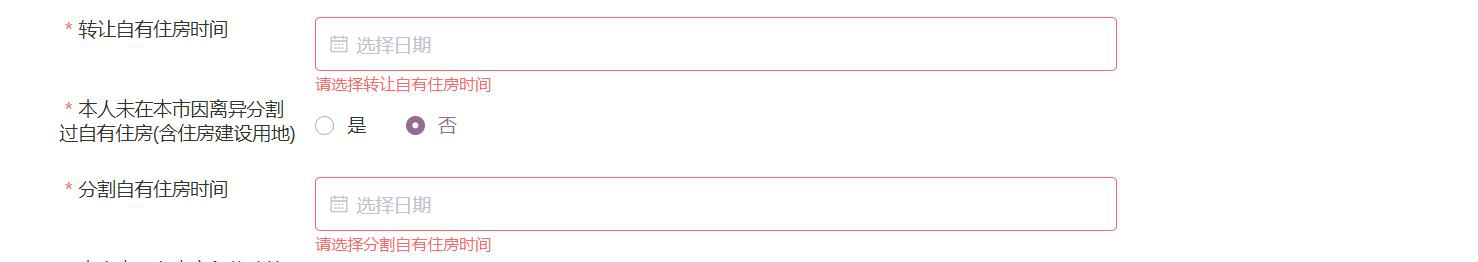 * 转让自有住房时间
选择日期
请选择转让自有住房时间
* 本人未在本市因离异分割
过自有住房(含住房建设用地)
是 否
* 分割自有住房时间
选择日期
请选择分割自有住房时间